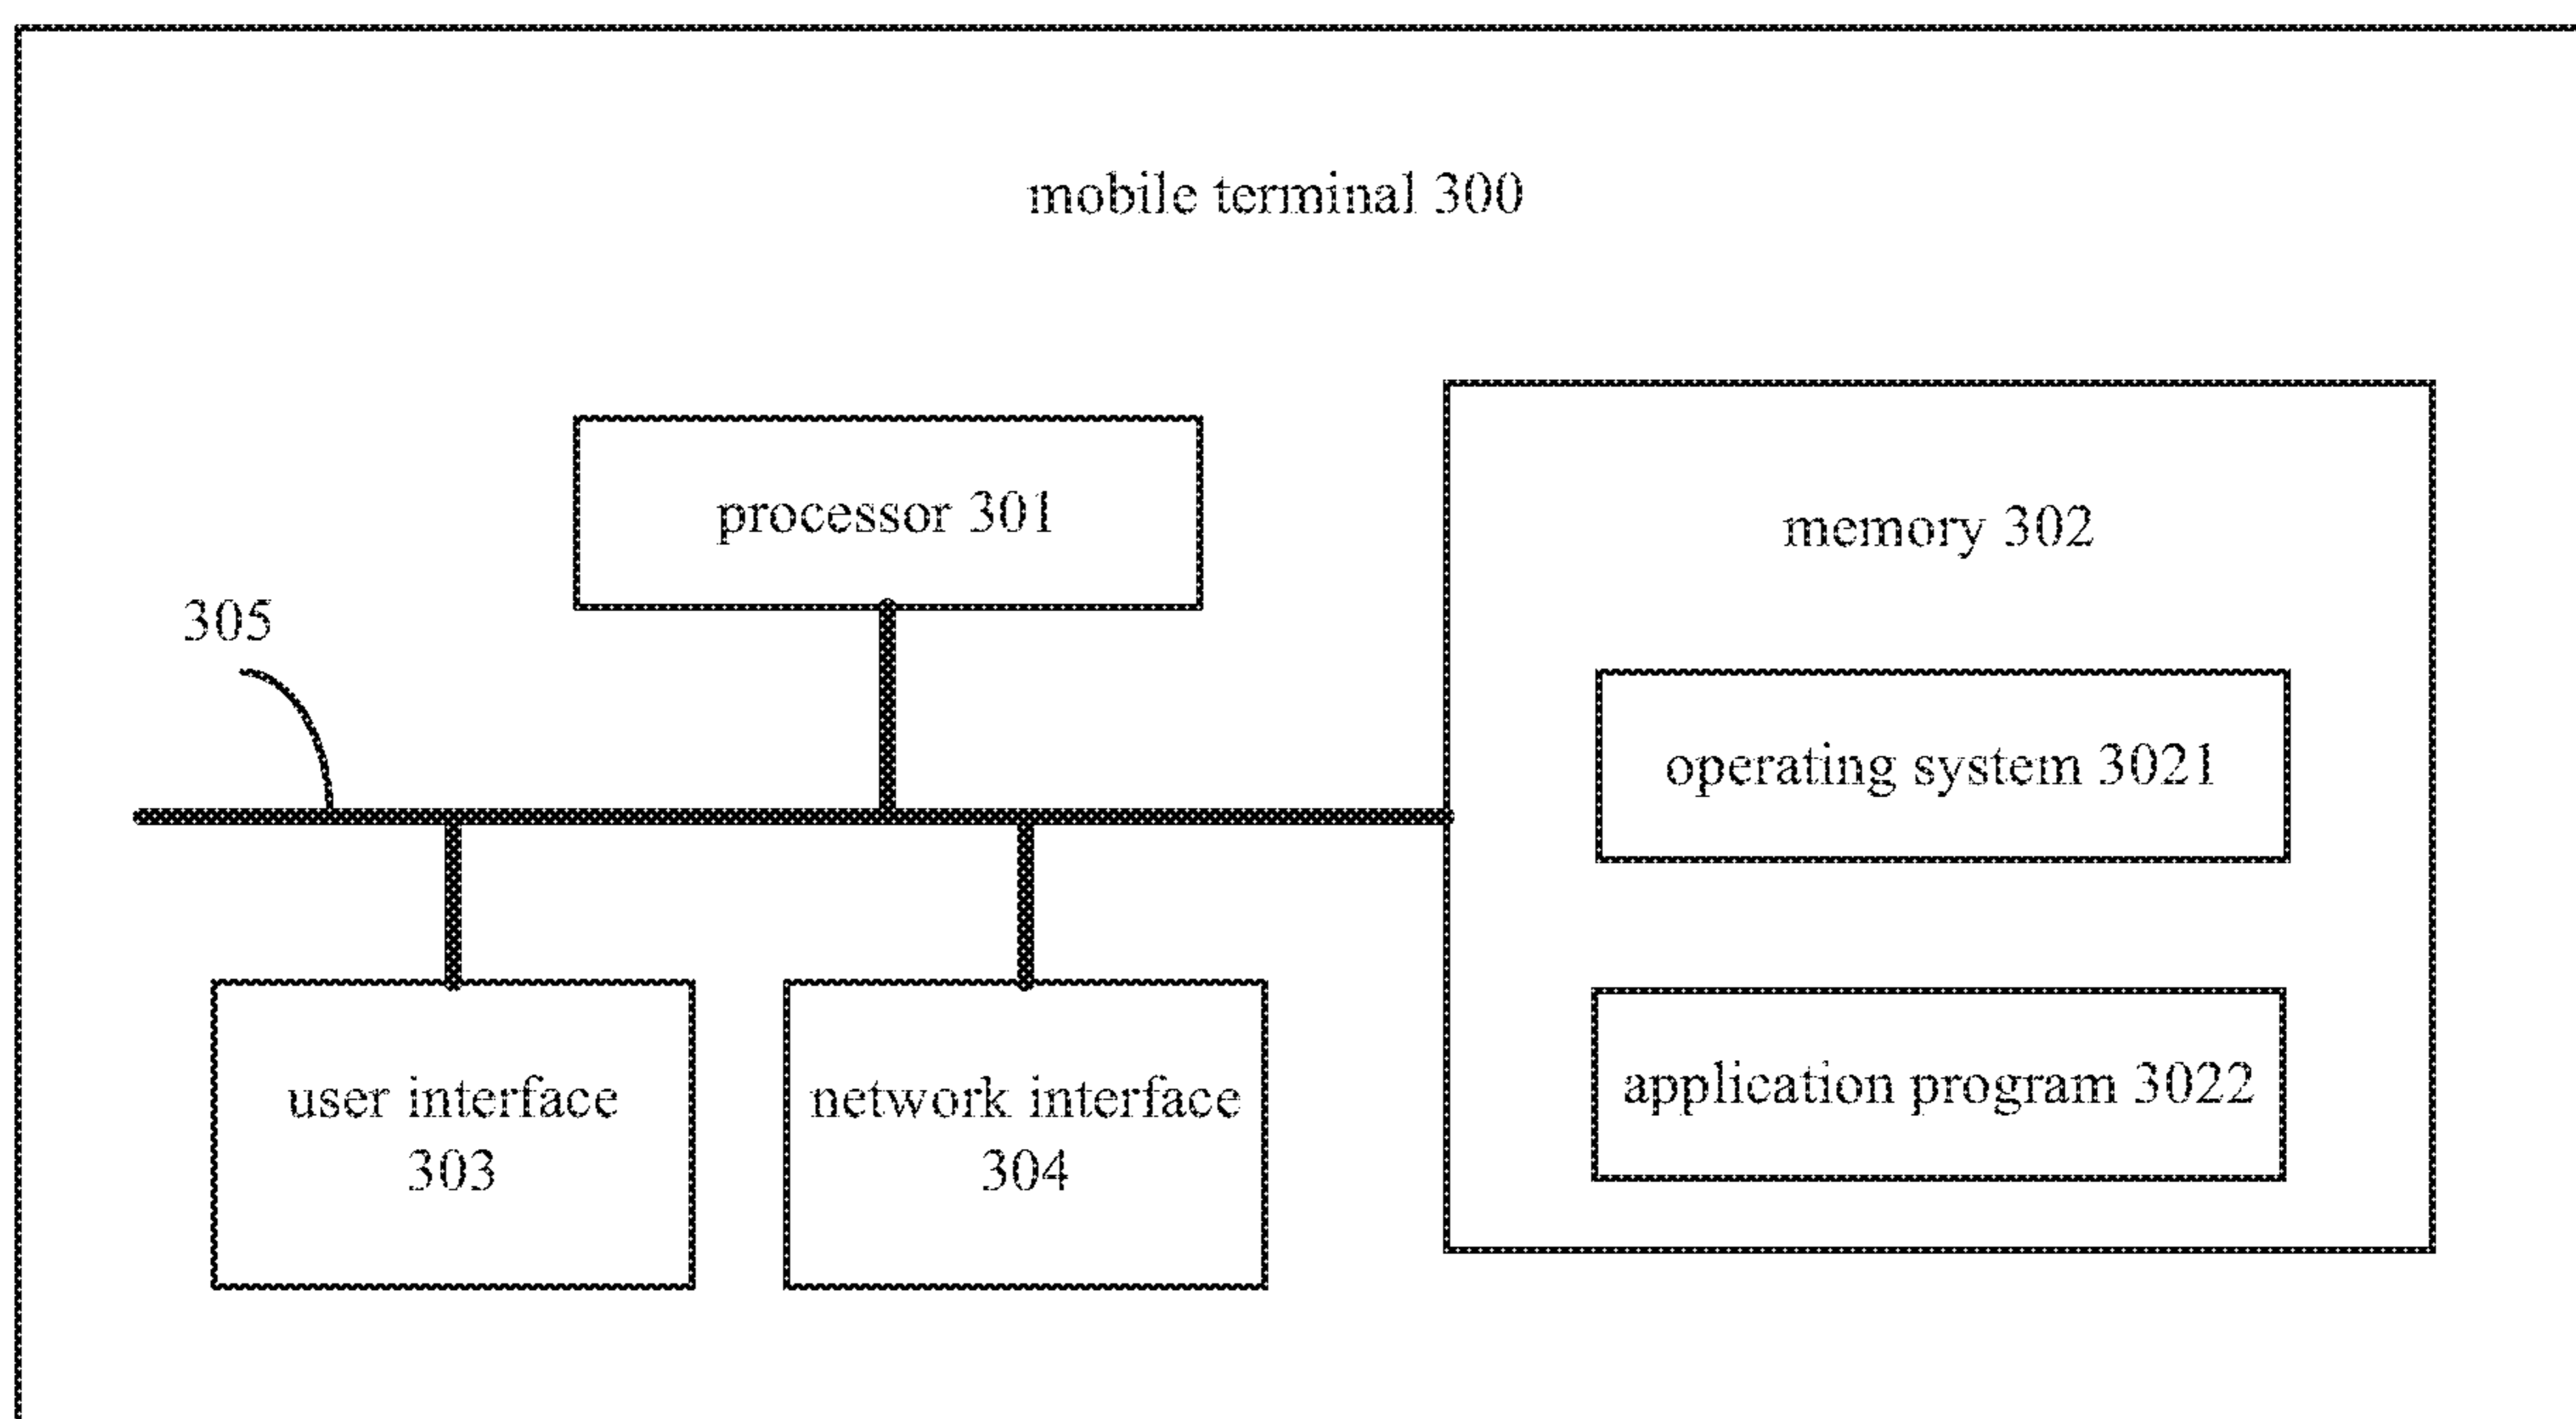 mobile terminal 300
processor 301
memory 302
305
operating system 3021
user interface
303
network interface
304
application program 3022